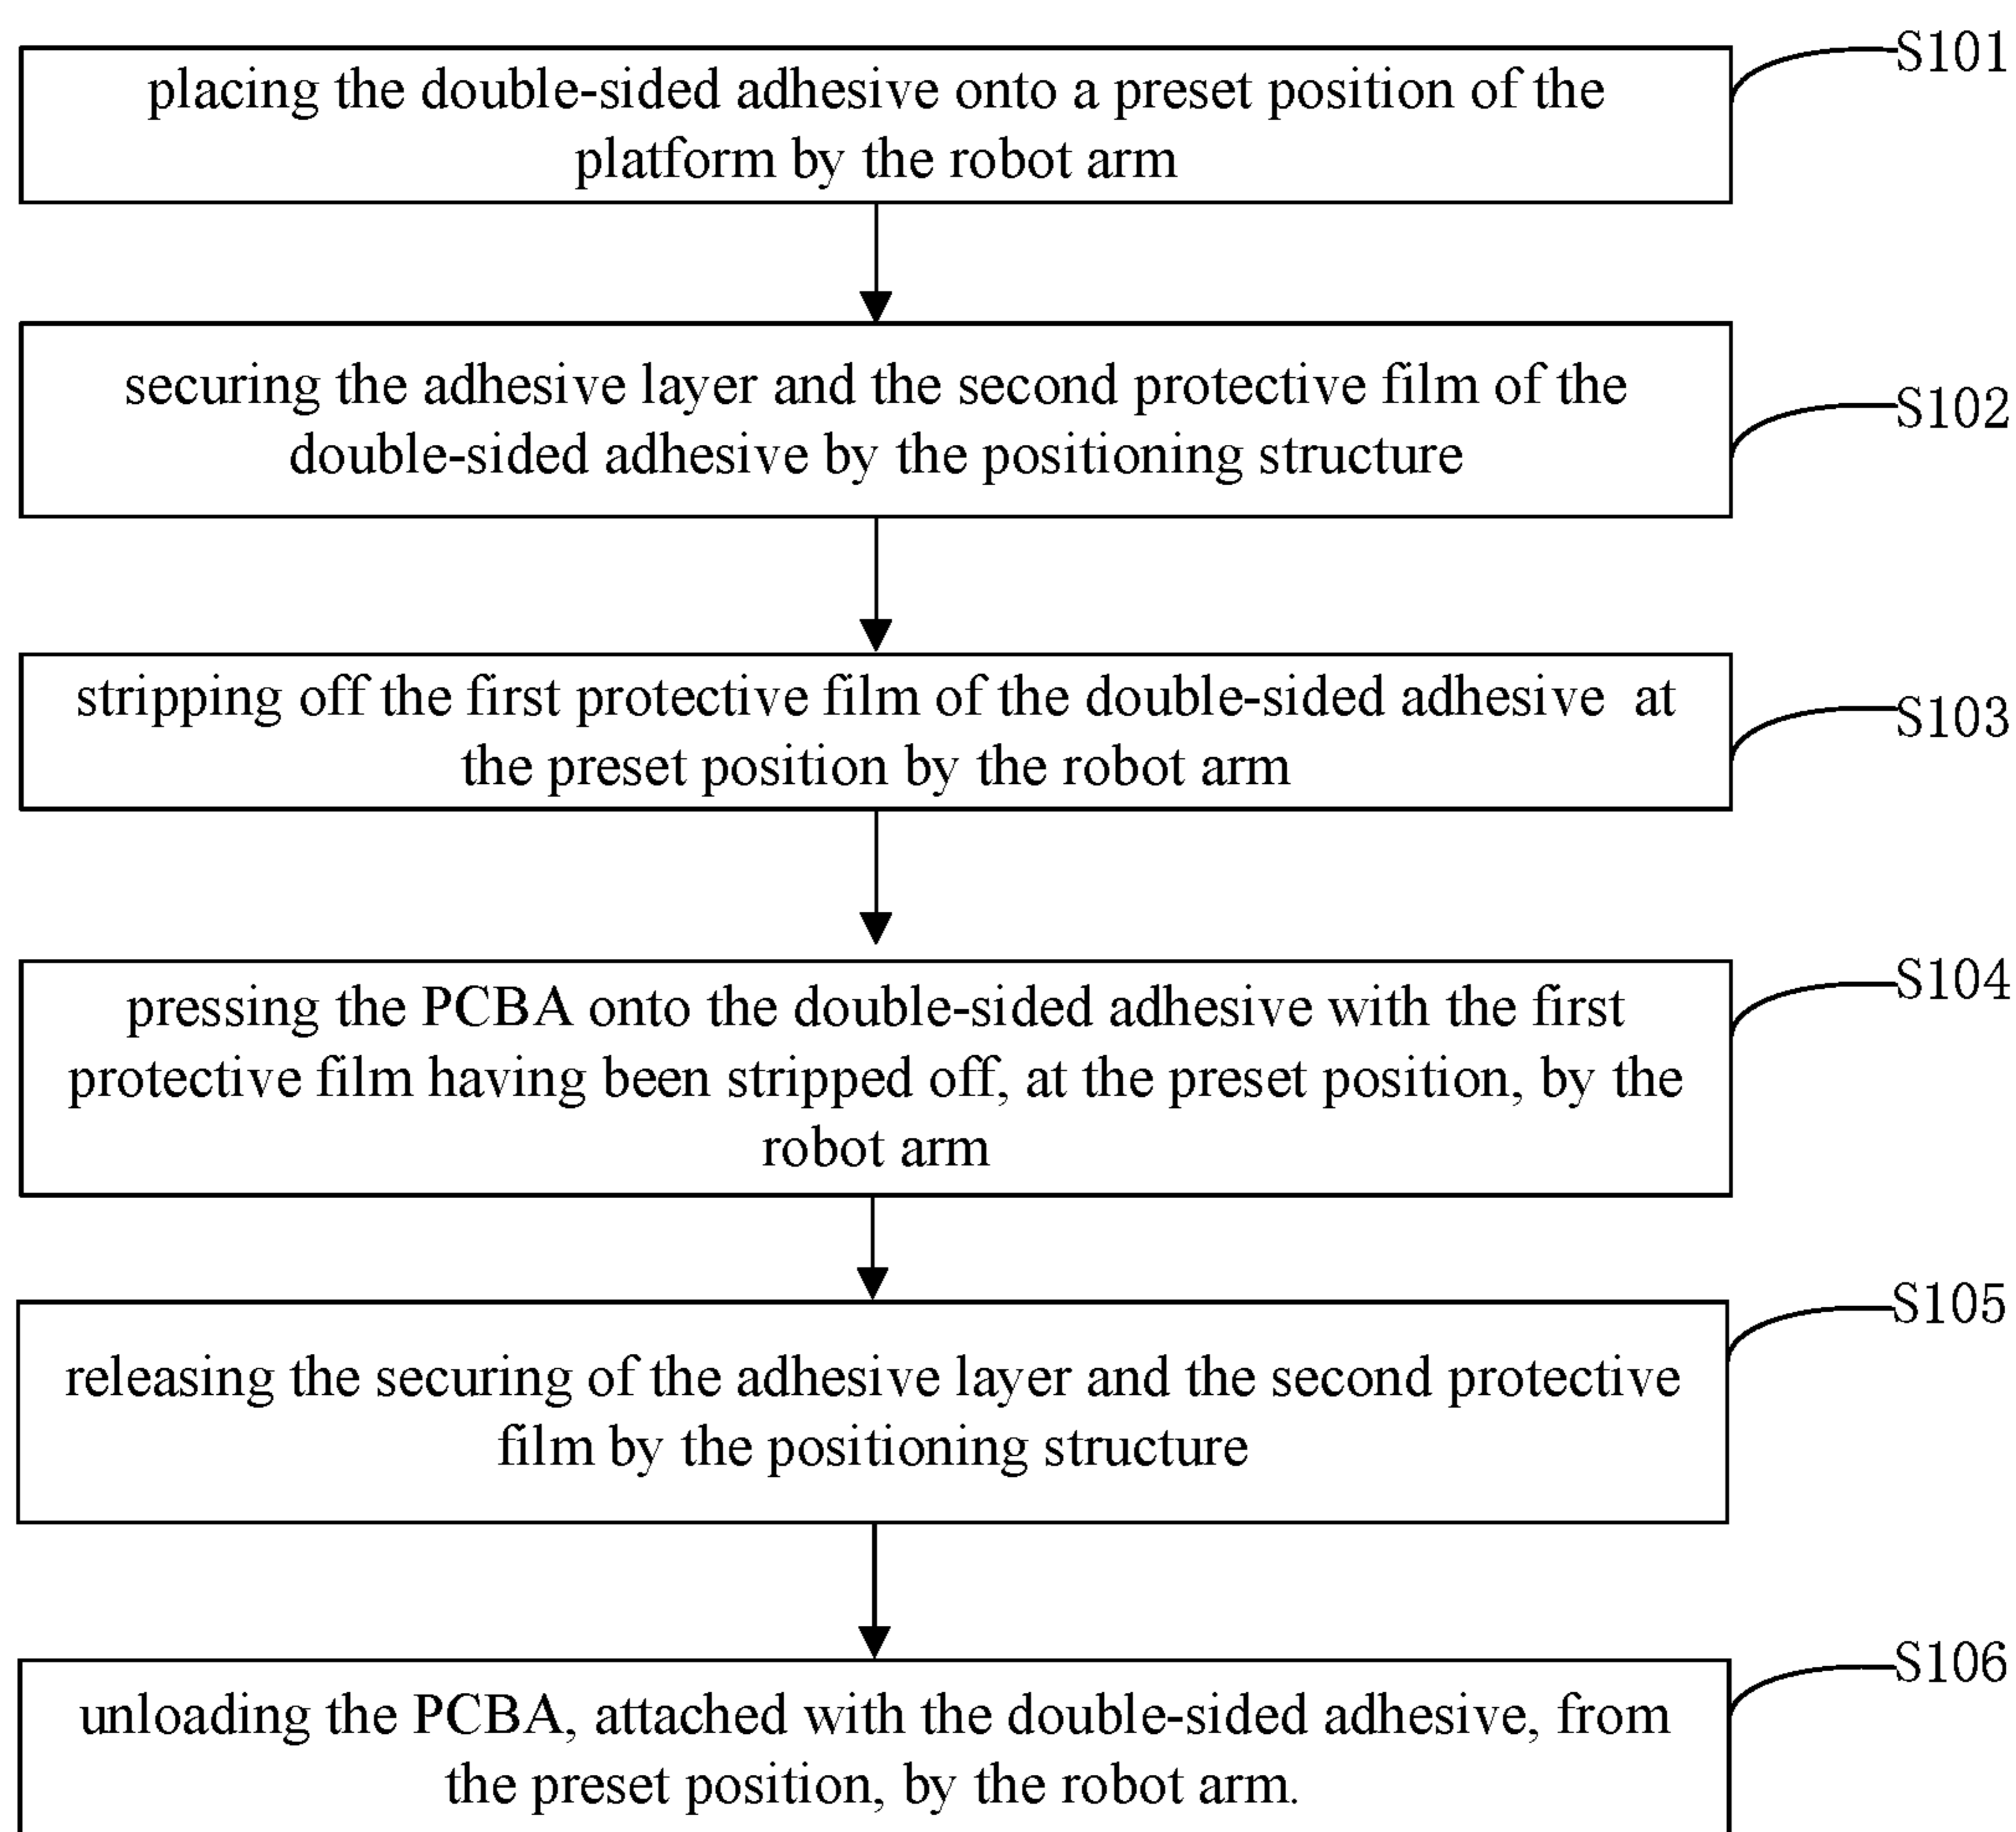 S101
placing the double-sided adhesive onto a preset position of the
platform by the robot arm
S102
securing the adhesive layer and the second protective film of the
double-sided adhesive by the positioning structure
S103
stripping off the first protective film of the double-sided adhesive at
the preset position by the robot arm
S104
pressing the PCBA onto the double-sided adhesive with the first
protective film having been stripped off, at the preset position, by the
robot arm
S105
releasing the securing of the adhesive layer and the second protective
film by the positioning structure
S106
unloading the PCBA, attached with the double-sided adhesive, from
the preset position, by the robot arm.